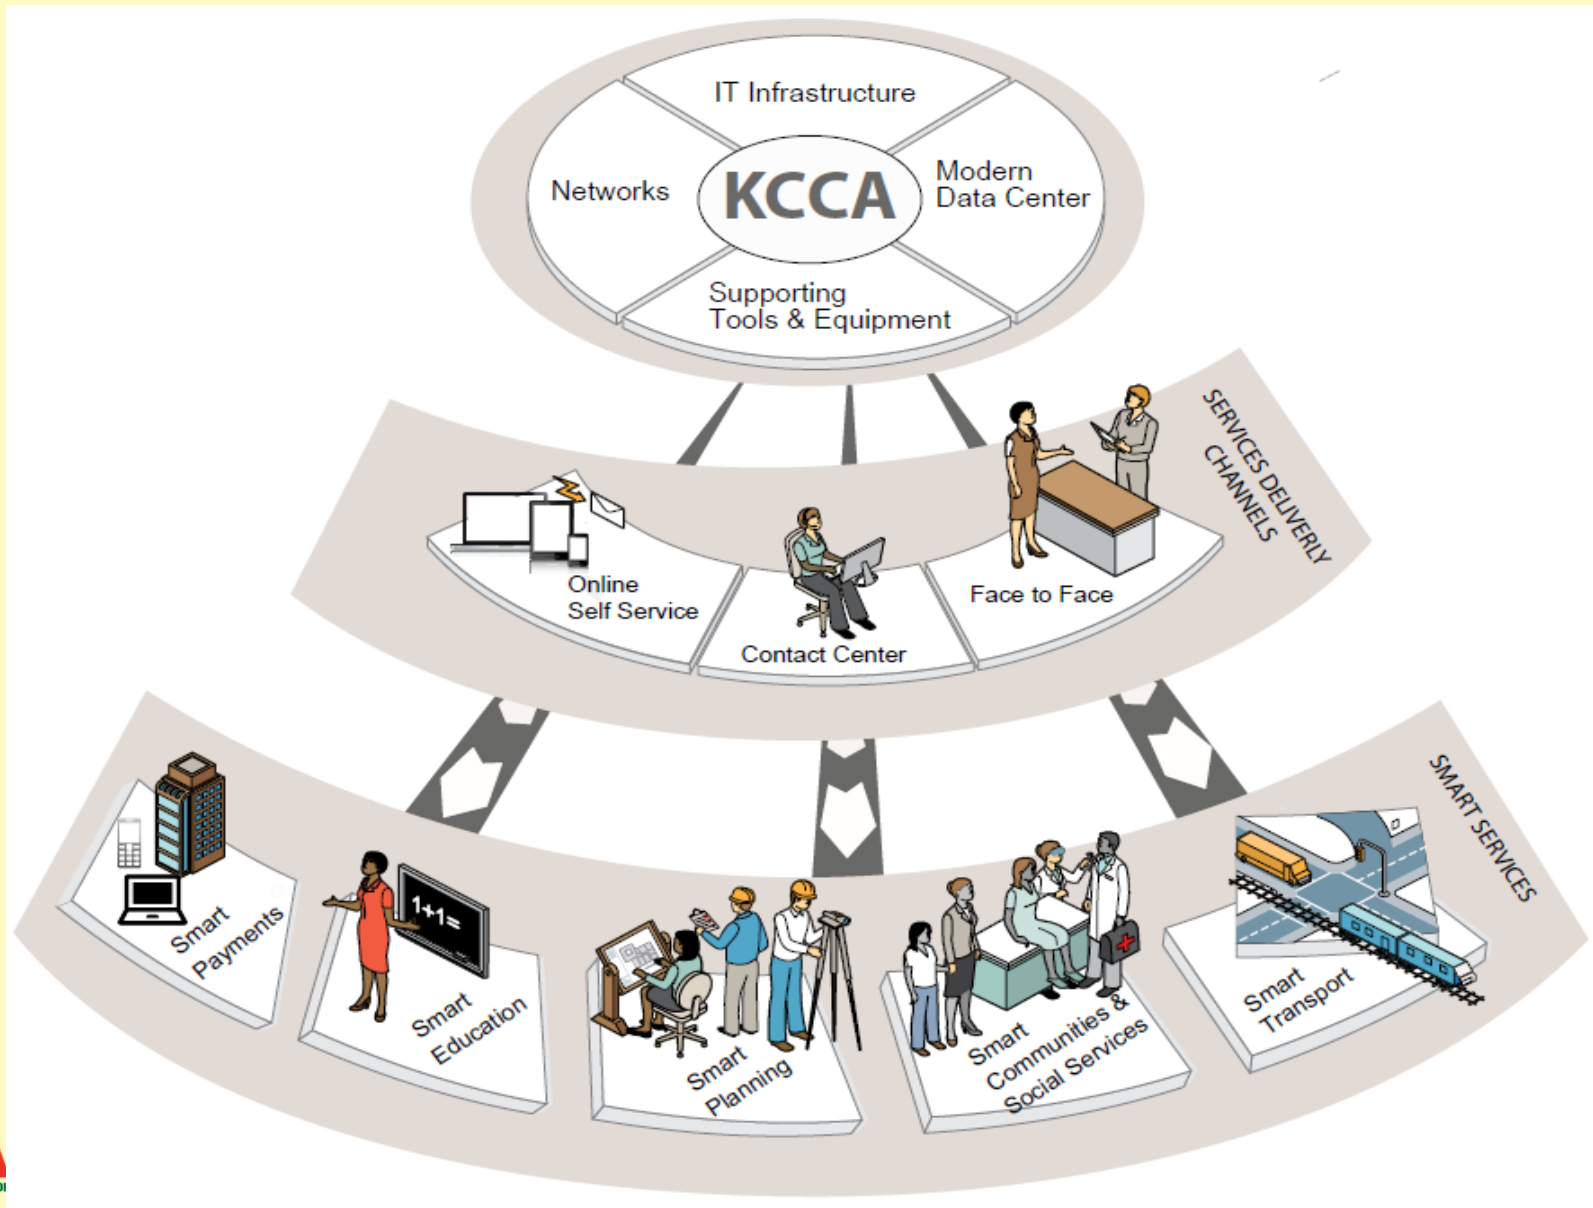 IT Infrastructure
Networks
KCCA
Modern
Data Center
Supporting
Tools & Equipment
SERVICES DELIVERLY
CHANNELS
Online
Self Service
Contact Center
Face to Face
SMART SERVICES
Smart
Payments
1+1=
Smart
Education
Smart
Planning
Smart
Communities &
Social Services
Smart
Transport